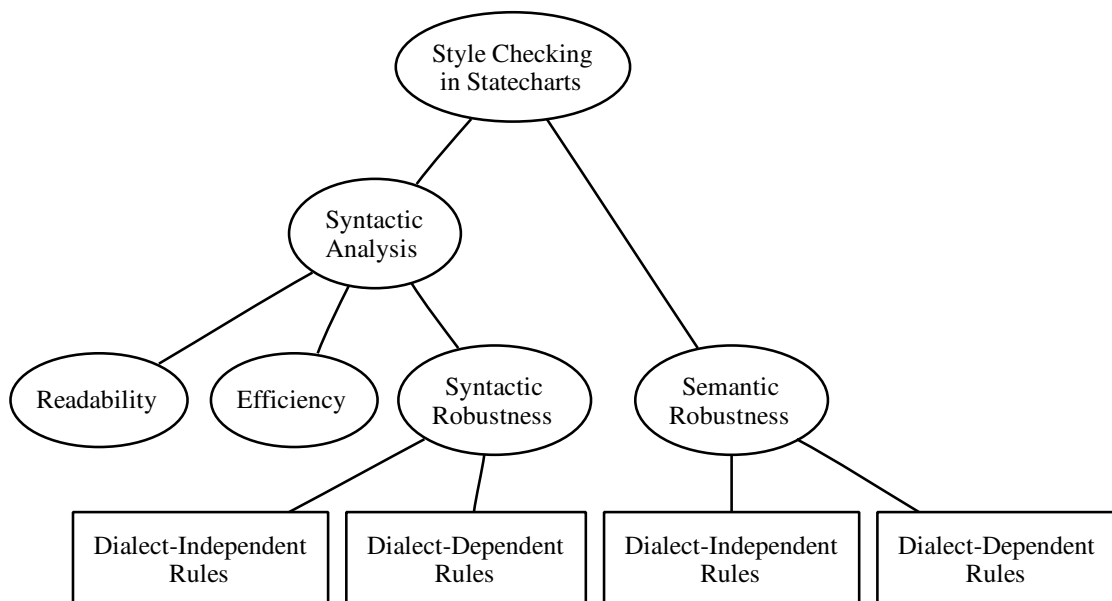 Style Checking
in Statecharts
Syntactic
Analysis
Readability
Efficiency
Syntactic
Robustness
Semantic
Robustness
Dialect-Independent
Rules
Dialect-Dependent
Rules
Dialect-Independent
Rules
Dialect-Dependent
Rules